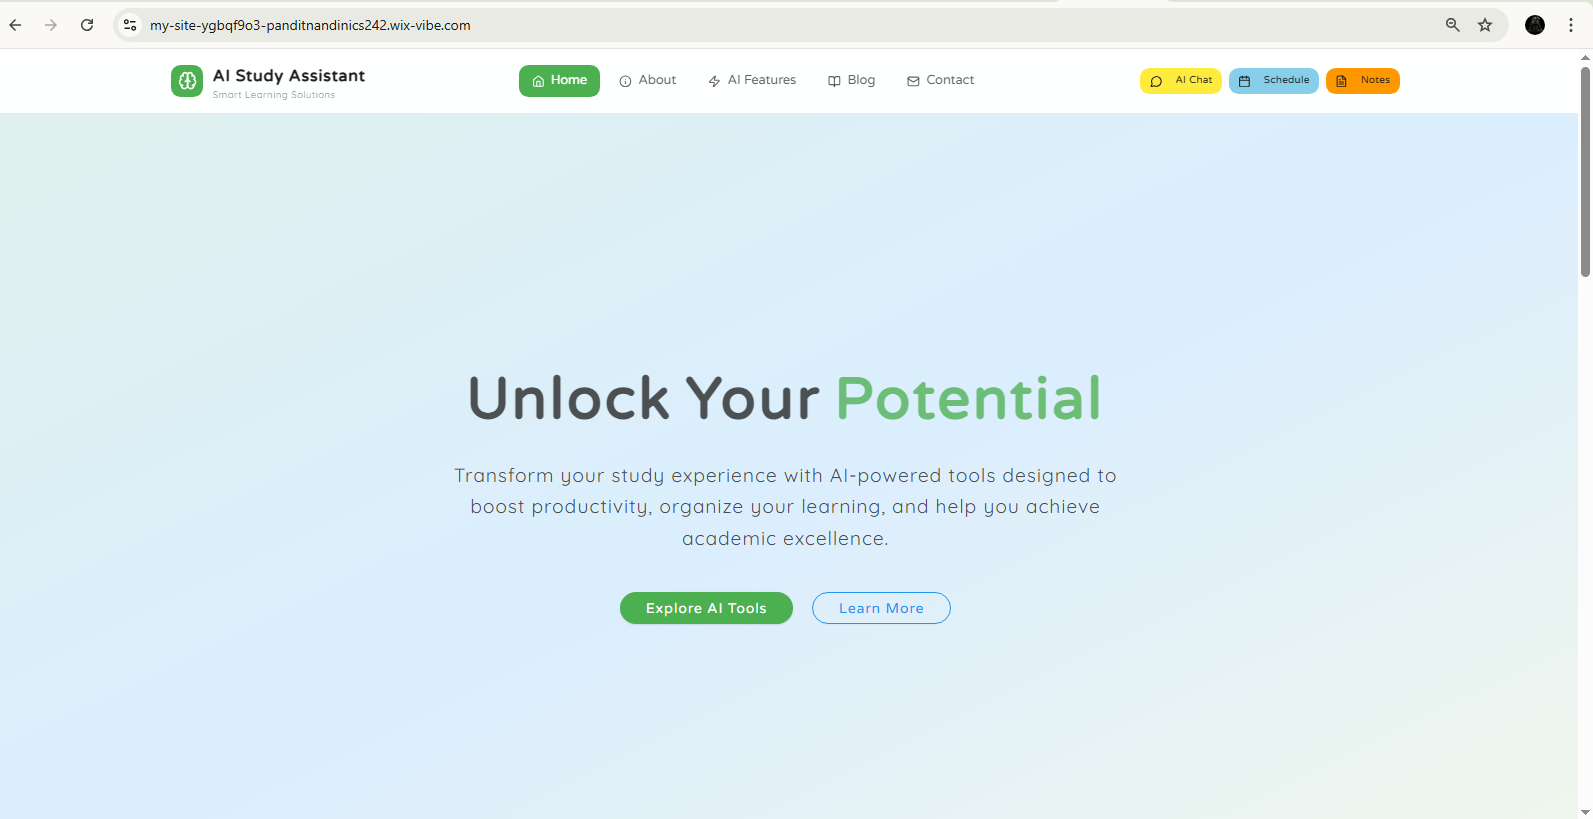 my-site-ygbqf9o3-panditnandinics242.wix-vibe.com
AI Study Assistant
Smart Learning Solutions
Home
About
AI Features
Blog
Contact
AI Chat
Schedule
Notes
Unlock Your Potential
Transform your study experience with AI-powered tools designed to
boost productivity, organize your learning, and help you achieve
academic excellence.
Explore AI Tools
Learn More